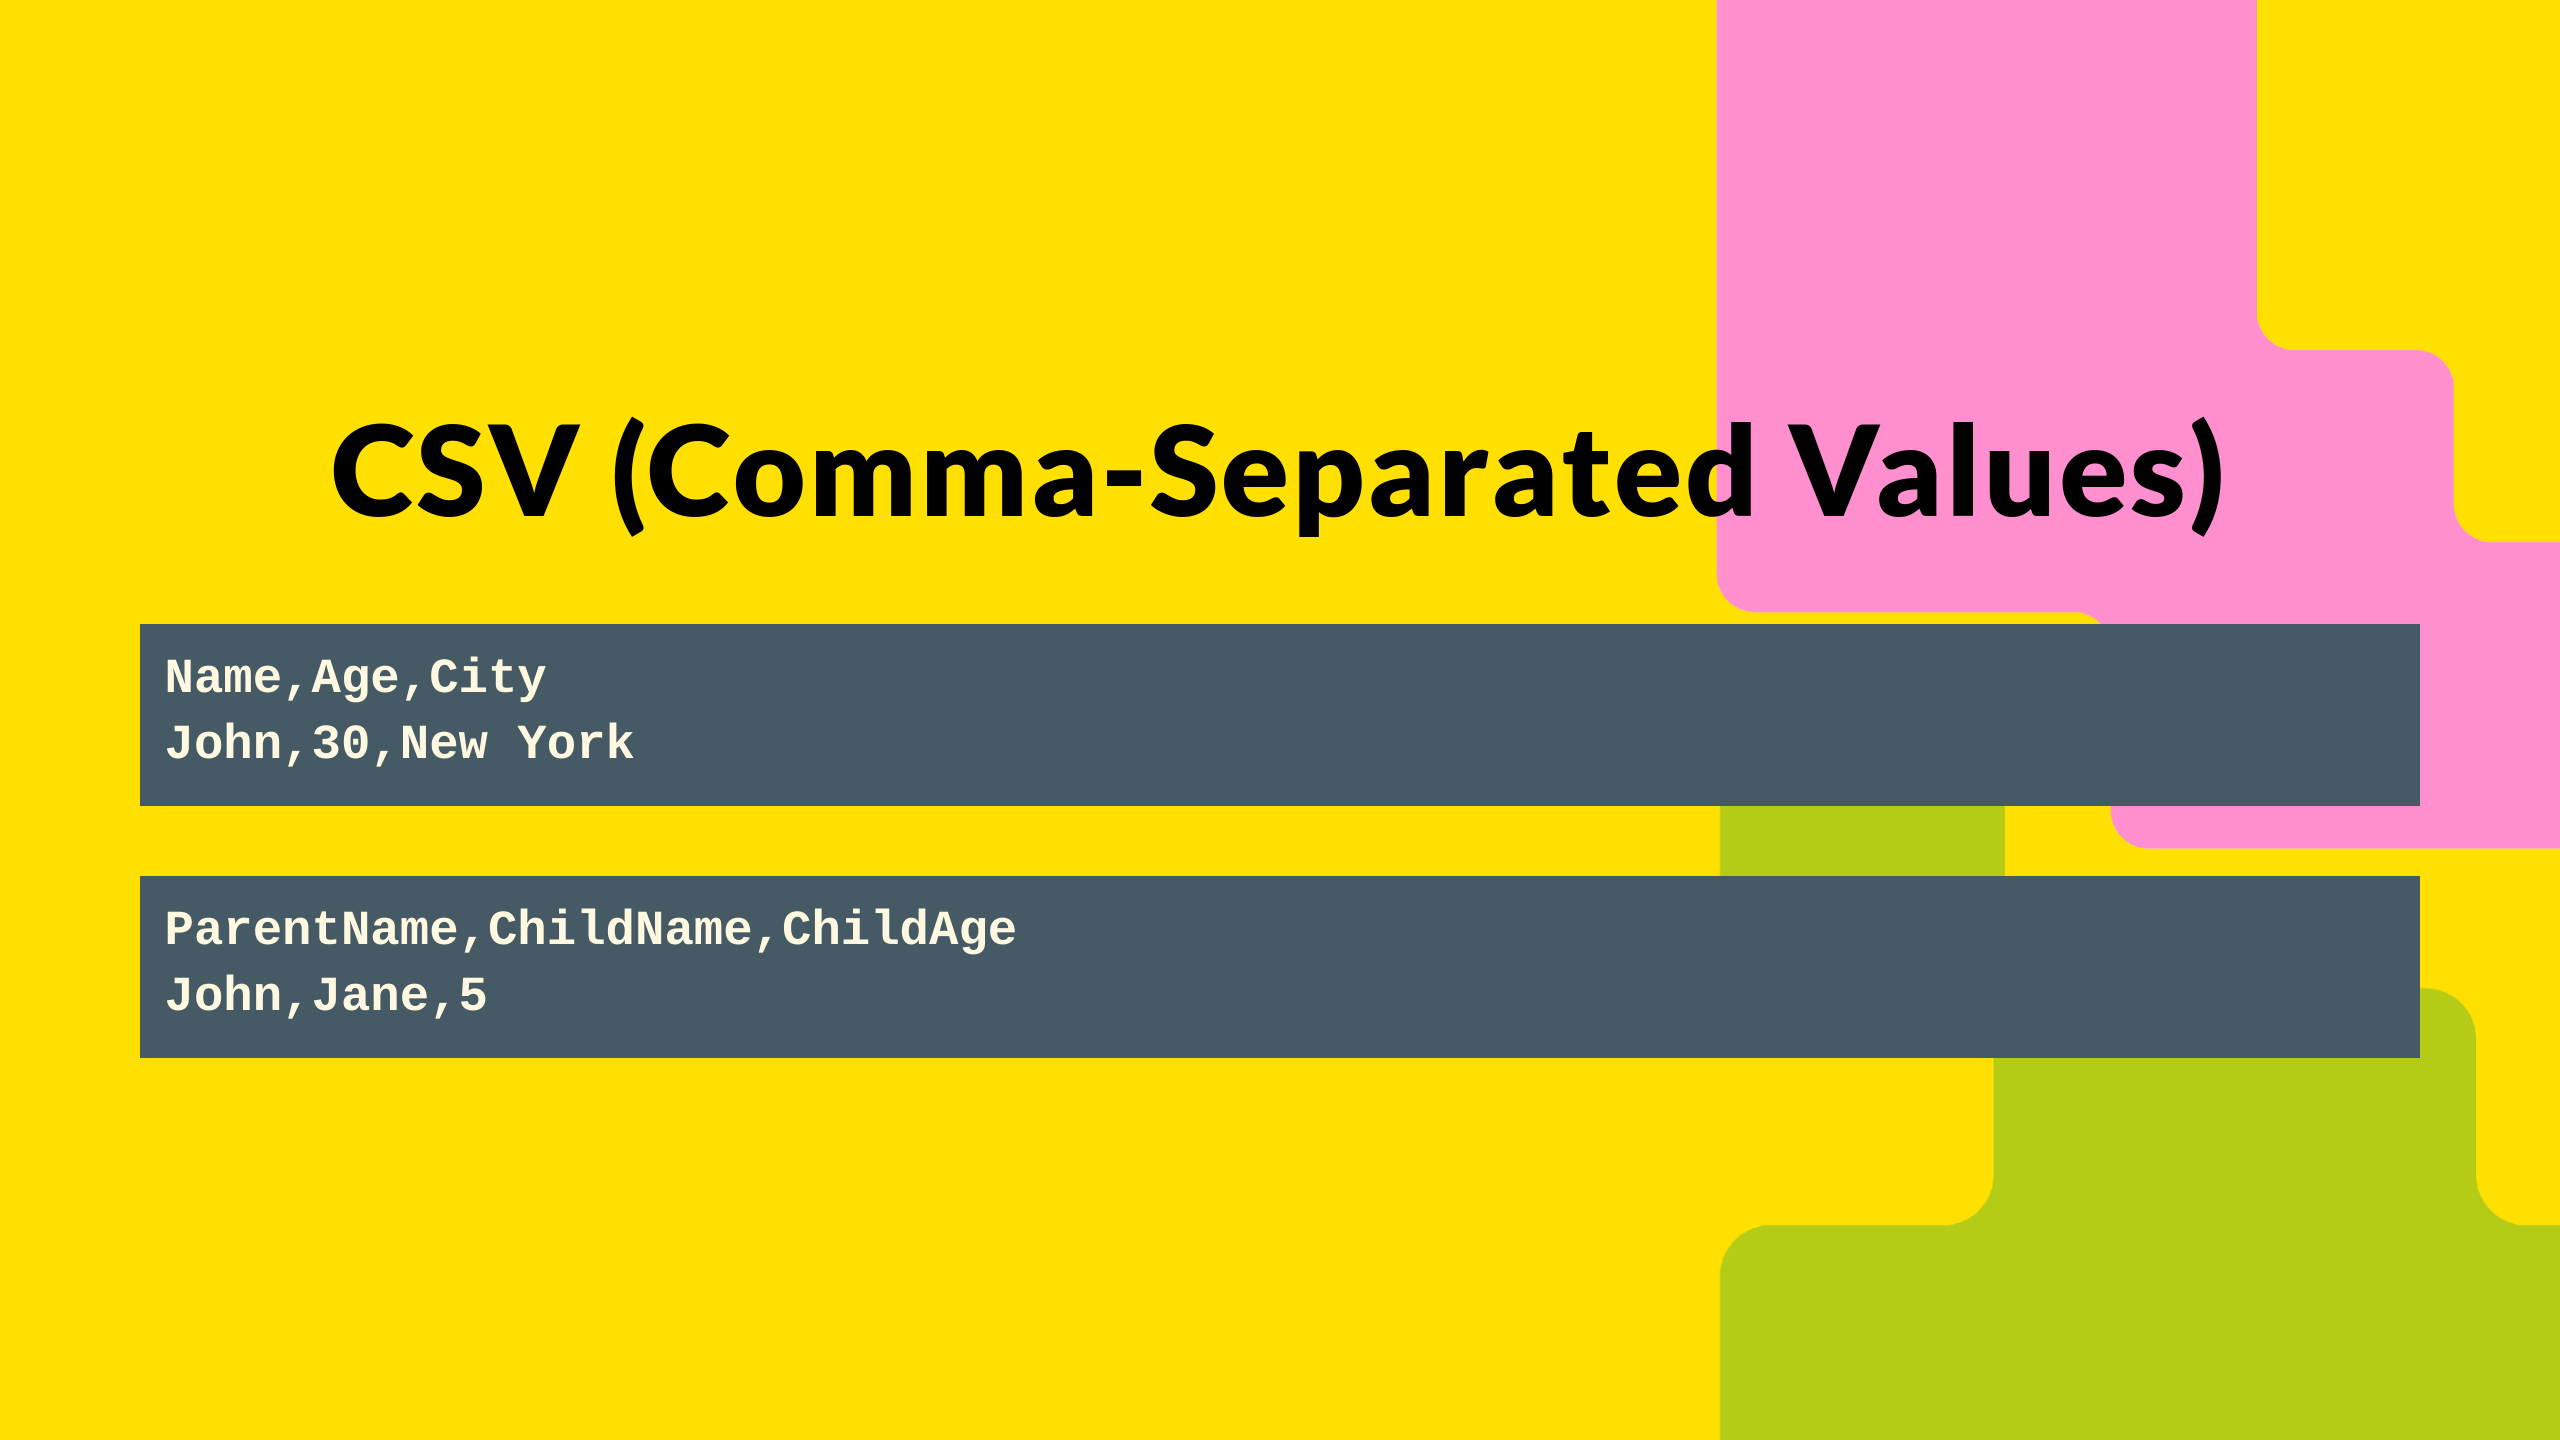 CSV (Comma-Separated Values)
Name,Age,City
John,30,New York
ParentName,ChildName,ChildAge
John,Jane,5